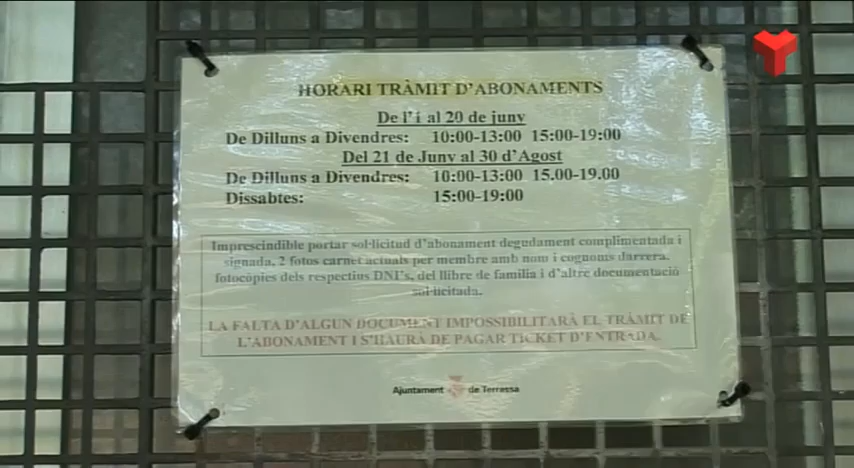 HORARI TRÀMIT D'ABONAMENTS
De l'1 al 20 de juny
De Dilluns a Divendres: 10:00-13:00 15:00-19:00
Del 21 de Juny al 30 d'Agost
De Dilluns a Divendres: 10:00-13:00 15.00-19.00
Dissabtes: 15:00-19:00
Imprescindible portar sol·licitud d'abonament degudament complimentada i
signada, 2 fotos carnet actuals per membre amb nom i cognoms darrera,
fotocòpies dels respectius DNI'S, del llibre de família i d'altre documentació
sol·licitada.
LA FALTA D'ALGUN DOCUMENT IMPOSSIBILITARÀ EL TRÀMIT DE
L'ABONAMENT I S'HAURÀ DE PAGAR TICKET D'ENTRADA.
Ajuntament de Terrassa